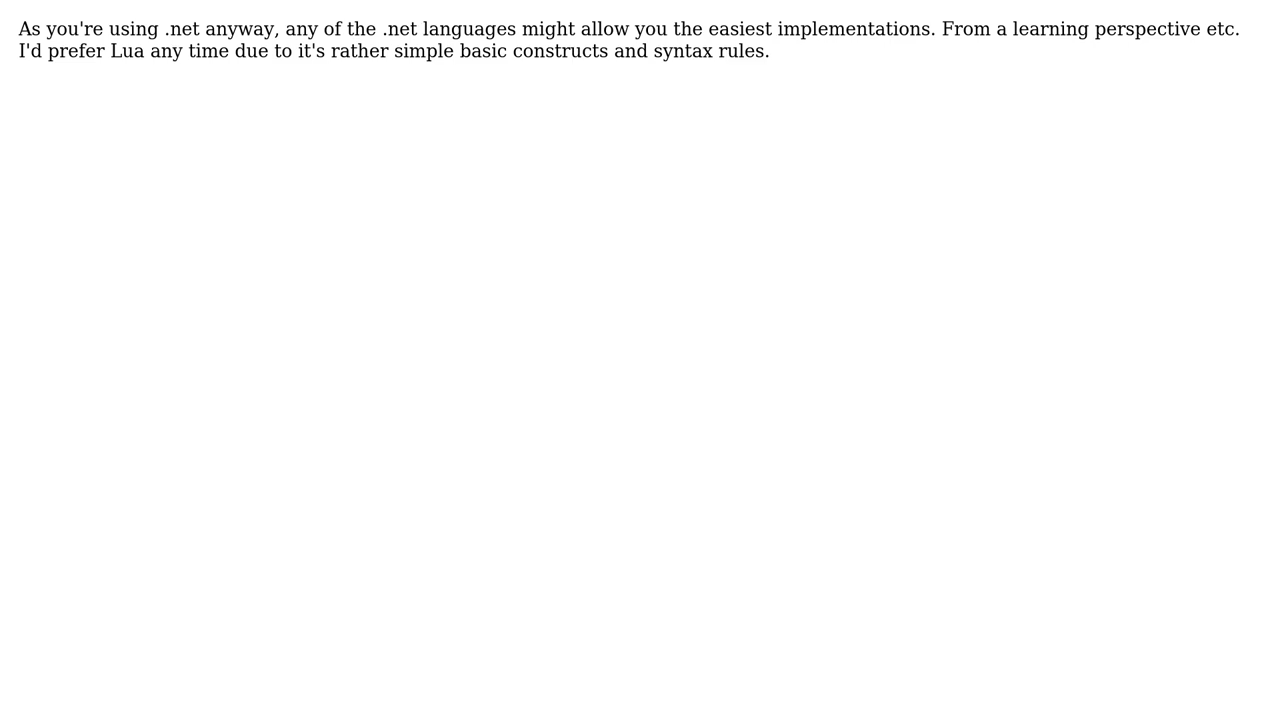 As you're using .net anyway, any of the .net languages might allow you the easiest implementations. From a learning perspective etc.
I'd prefer Lua any time due to it's rather simple basic constructs and syntax rules.